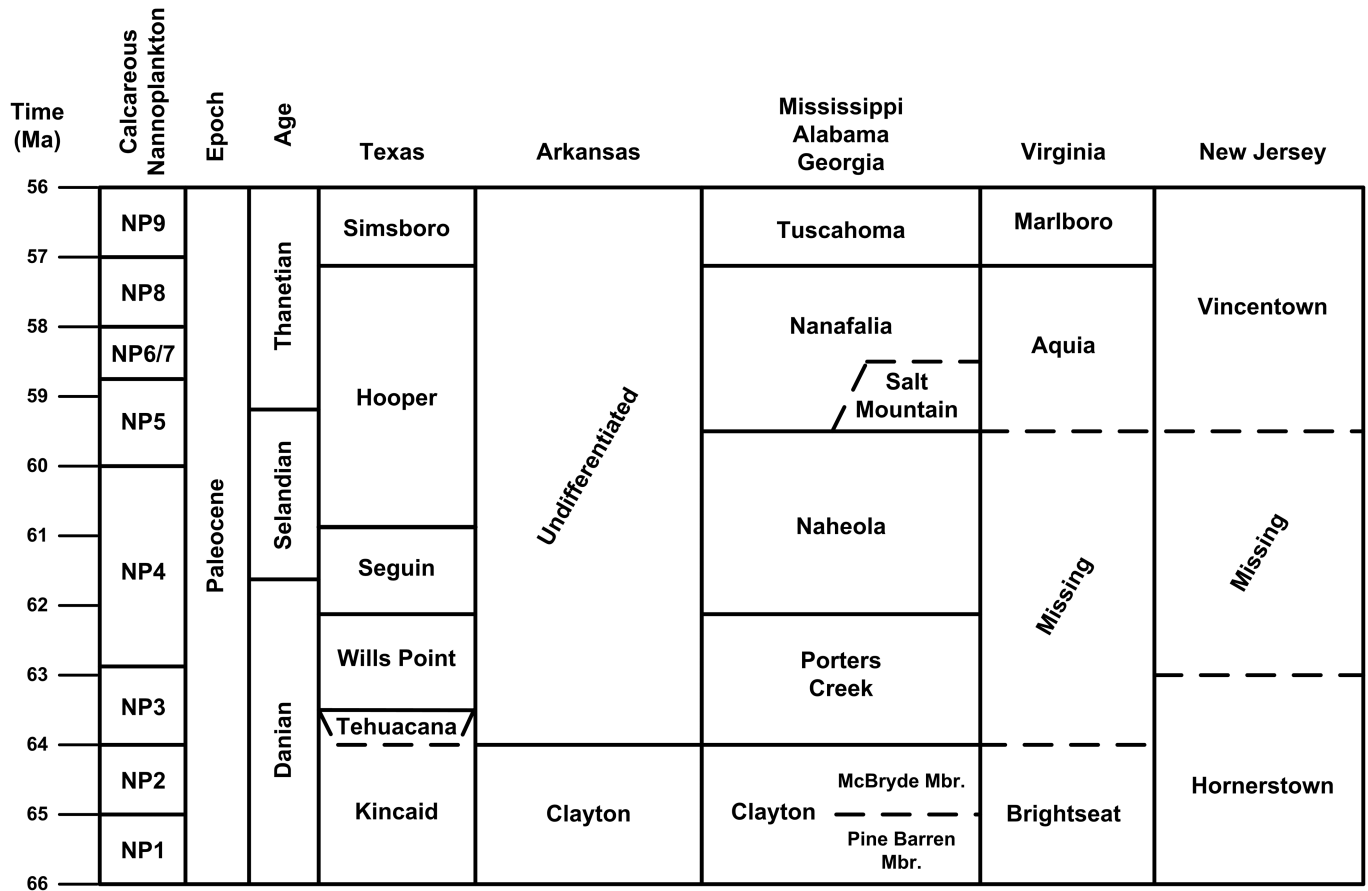 Time
(Ma)
Calcareous
Nannoplankton
Epoch
Age
Texas
Arkansas
Mississippi
Alabama
Georgia
Virginia
New Jersey
56
57
58
59
60
61
62
63
64
65
66
NP9
NP8
NP6/7
NP5
NP4
NP3
NP2
NP1
Paleocene
Thanetian
Selandian
Danian
Simsboro
Hooper
Seguin
Wills Point
Tehuacana
Kincaid
Undifferentiated
Clayton
Tuscahoma
Nanafalia
Salt
Mountain
Naheola
Porters
Creek
Clayton
McBryde Mbr.
Pine Barren
Mbr.
Marlboro
Aquia
Missing
Brightseat
Vincentown
Missing
Hornerstown